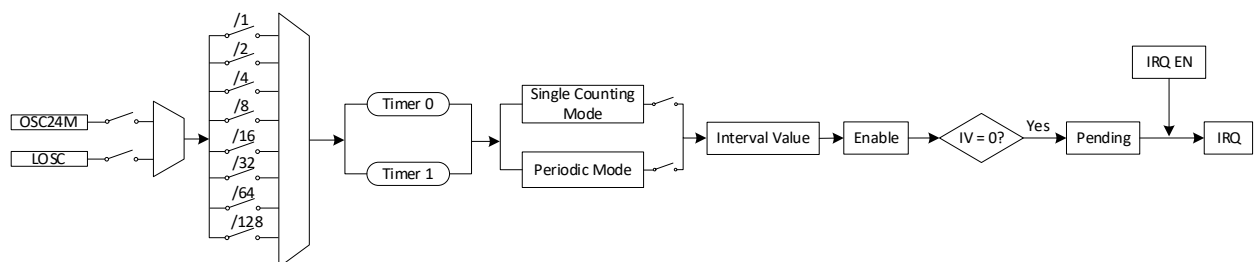 /1
/2
/4
/8
/16
/32
/64
/128
OSC24M
LOSC
Timer 0
Timer 1
Single Counting
Mode
Periodic Mode
Interval Value
Enable
IV = 0?
Yes
Pending
IRQ EN
IRQ